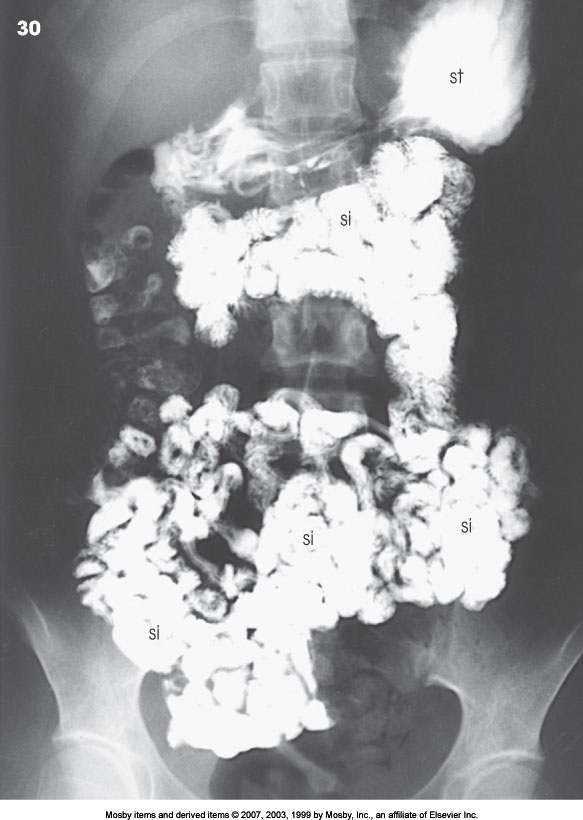 30
st
si
si
si
si
Mosby items and derived items © 2007, 2003, 1999 by Mosby, Inc., an affiliate of Elsevier Inc.